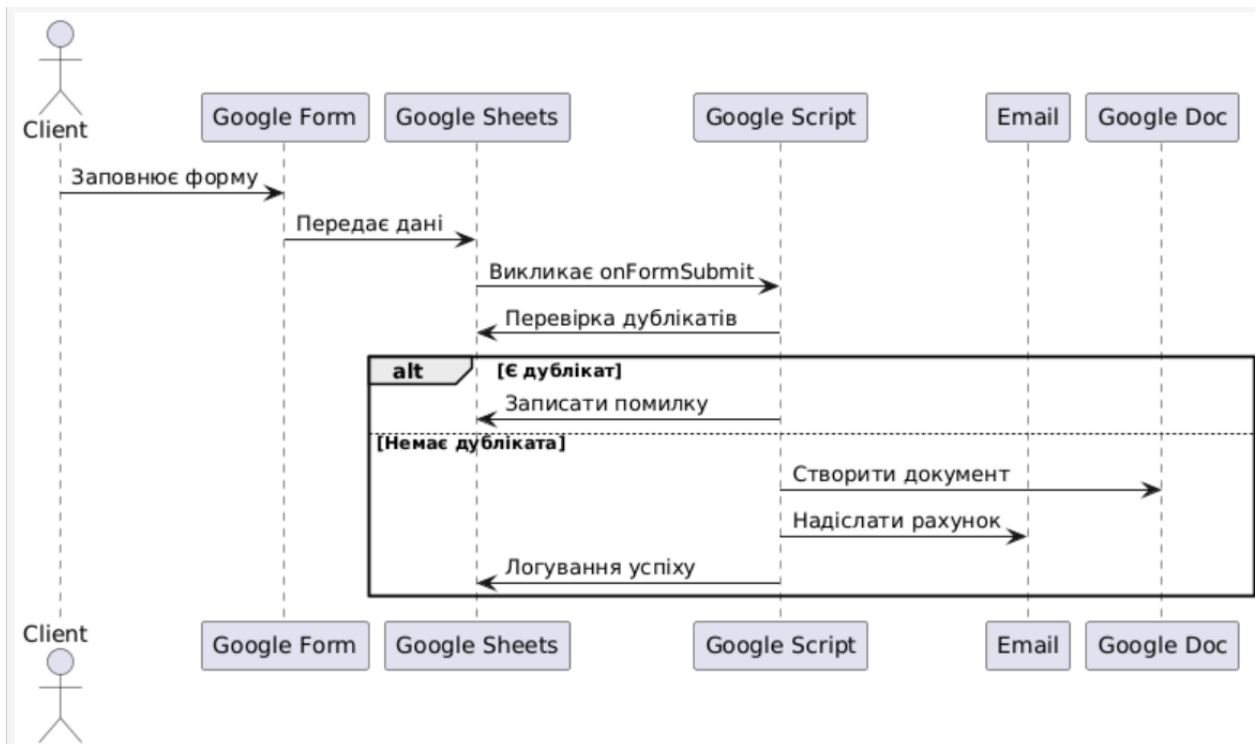 Client
Google Form
Google Sheets
Google Script
Email
Google Doc
Заповнює форму
Передає дані
Викликає onFormSubmit
Перевірка дублікатів
alt
[Є дублікат]
Записати помилку
[Немає дубліката]
Створити документ
Надіслати рахунок
Логування успіху
Client
Google Form
Google Sheets
Google Script
Email
Google Doc